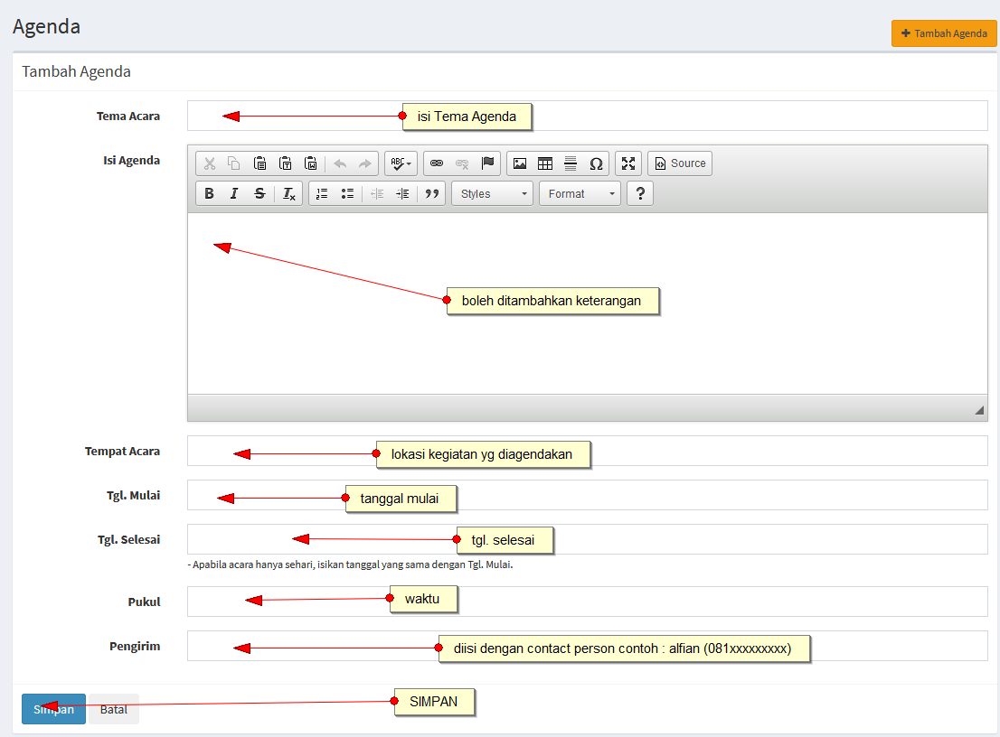 Agenda
+ Tambah Agenda
Tambah Agenda
Tema Acara
isi Tema Agenda
Isi Agenda
ABC
Ω
Source
B I S Tx
Styles
Format
?
boleh ditambahkan keterangan
Tempat Acara
lokasi kegiatan yg diagendakan
Tgl. Mulai
tanggal mulai
Tgl. Selesai
tgl. selesai
- Apabila acara hanya sehari, isikan tanggal yang sama dengan Tgl. Mulai.
Pukul
waktu
Pengirim
diisi dengan contact person contoh : alfian (081xxxxxxxxx)
Simpan
Batal
SIMPAN